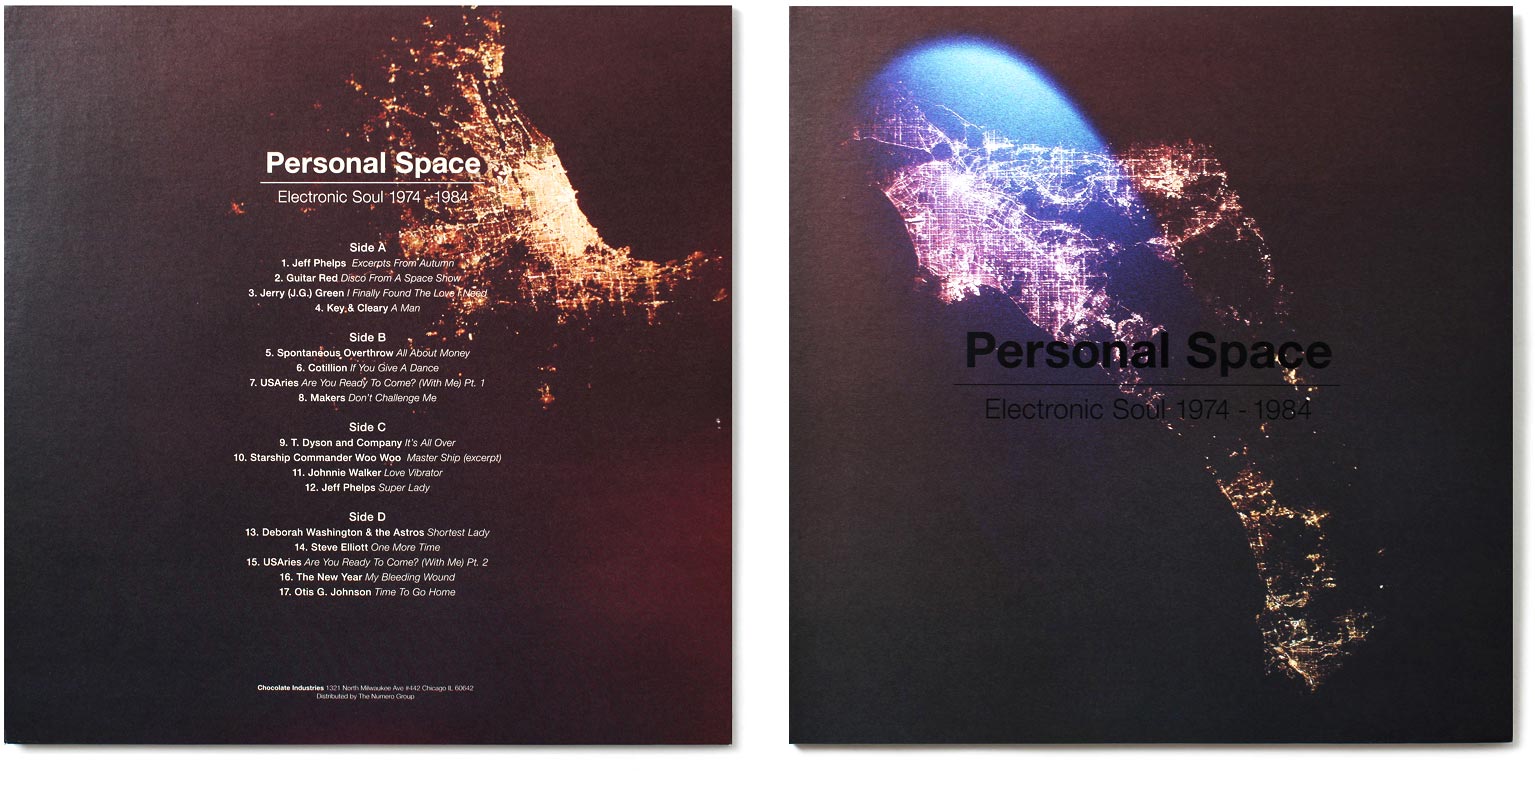 Personal Space
Electronic Soul 1974 - 1984
Side A
1. Jeff Phelps Excerpts From Autumn
2. Guitar Red Disco From A Space Show
3. Jerry (J.G.) Green I Finally Found The Love I Need
4. Key & Cleary A Man
Side B
5. Spontaneous Overthrow All About Money
6. Cotillion If You Give A Dance
7. USAries Are You Ready To Come? (With Me) Pt. 1
8. Makers Don't Challenge Me
Side C
9. T. Dyson and Company It's All Over
10. Starship Commander Woo Woo Master Ship (excerpt)
11. Johnnie Walker Love Vibrator
12. Jeff Phelps Super Lady
Side D
13. Deborah Washington & the Astros Shortest Lady
14. Steve Elliott One More Time
15. USAries Are You Ready To Come? (With Me) Pt. 2
16. The New Year My Bleeding Wound
17. Otis G. Johnson Time To Go Home
Chocolate Industries 1321 North Milwaukee Ave #442 Chicago IL 60642
Distributed by The Numero Group
Personal Space
Electronic Soul 1974 - 1984